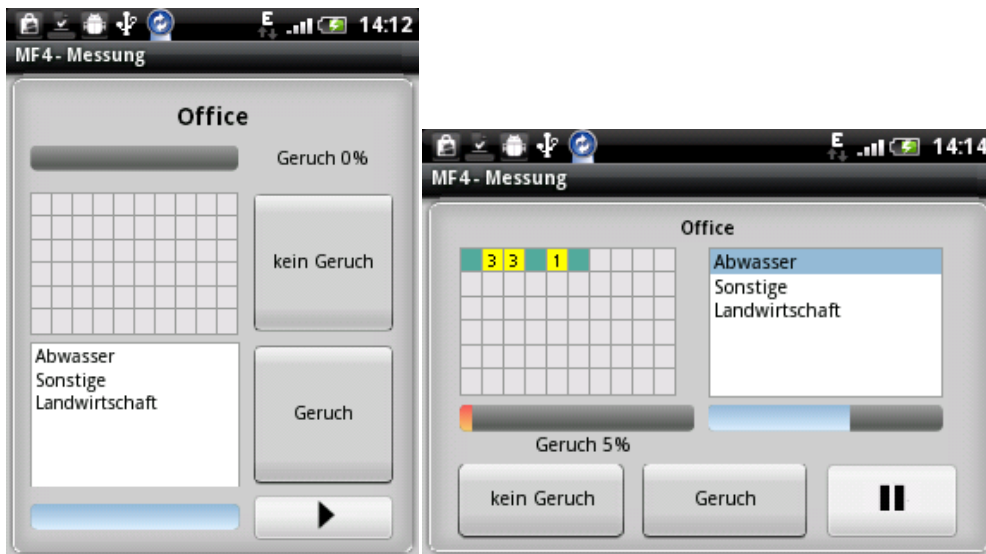 E 14:12
MF4- Messung
Office
Geruch 0%
kein Geruch
Abwasser
Sonstige
Landwirtschaft
Geruch
E 14:14
MF4- Messung
Office
3 3 1
Abwasser
Sonstige
Landwirtschaft
Geruch 5%
kein Geruch
Geruch